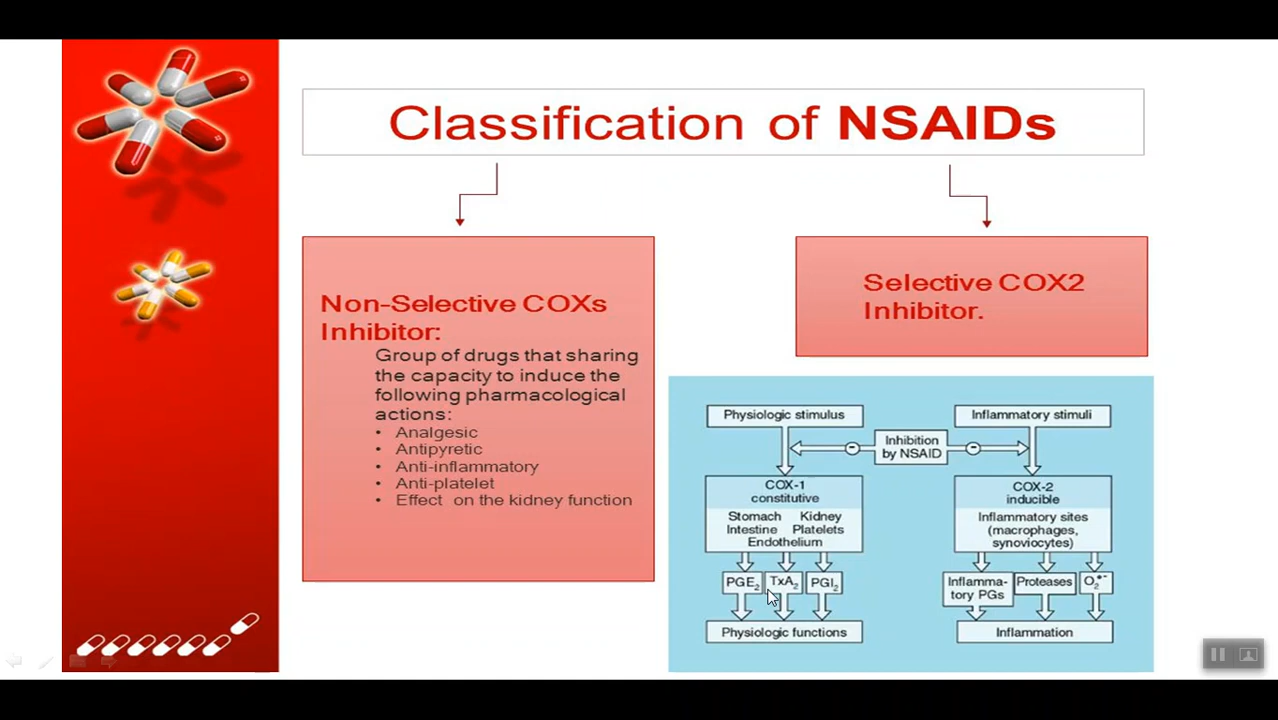 Classification of NSAIDs
Non-Selective COXs
Inhibitor:
Group of drugs that sharing
the capacity to induce the
following pharmacological
actions:
• Analgesic
• Antipyretic
• Anti-inflammatory
• Anti-platelet
• Effect on the kidney function
Selective COX2
Inhibitor.
Physiologic stimulus
Inflammatory stimuli
Inhibition
by NSAID
COX-1
constitutive
Stomach Kidney
Intestine Platelets
Endothelium
COX-2
inducible
Inflammatory sites
(macrophages,
synoviocytes)
PGE₂
TxA₂
PGI₂
Inflamma-
tory PGs
Proteases
O₂•⁻
Physiologic functions
Inflammation